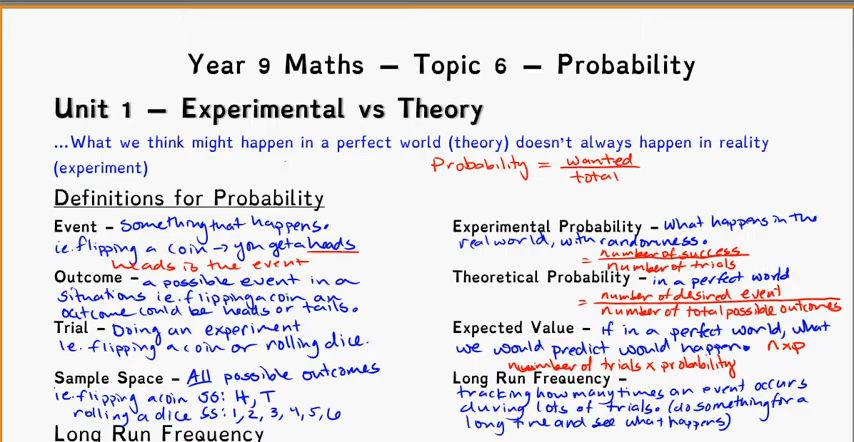 Year 9 Maths — Topic 6 — Probability
Unit 1 — Experimental vs Theory
...What we think might happen in a perfect world (theory) doesn't always happen in reality
(experiment)
Probability = wanted
total
Definitions for Probability
Event – Something that happens.
ie. flipping a coin → you get a heads
heads is the event
Outcome – a possible event in a
situations i.e. flipping a coin an
outcome could be heads or tails.
Trial – Doing an experiment
ie. flipping a coin or rolling dice.
Sample Space – All possible outcomes
ie. flipping a coin SS: H, T
rolling a dice SS: 1, 2, 3, 4, 5, 6
Long Run Frequency
Experimental Probability – What happens in the
real world, with randomness.
= number of success
number of trials
Theoretical Probability – in a perfect world
= number of desired event
number of total possible outcomes
Expected Value – if in a perfect world, what
we would predict would happen. n×p
number of trials x probability
Long Run Frequency –
tracking how many times an event occurs
during lots of trials. (do something for a
long time and see what happens)